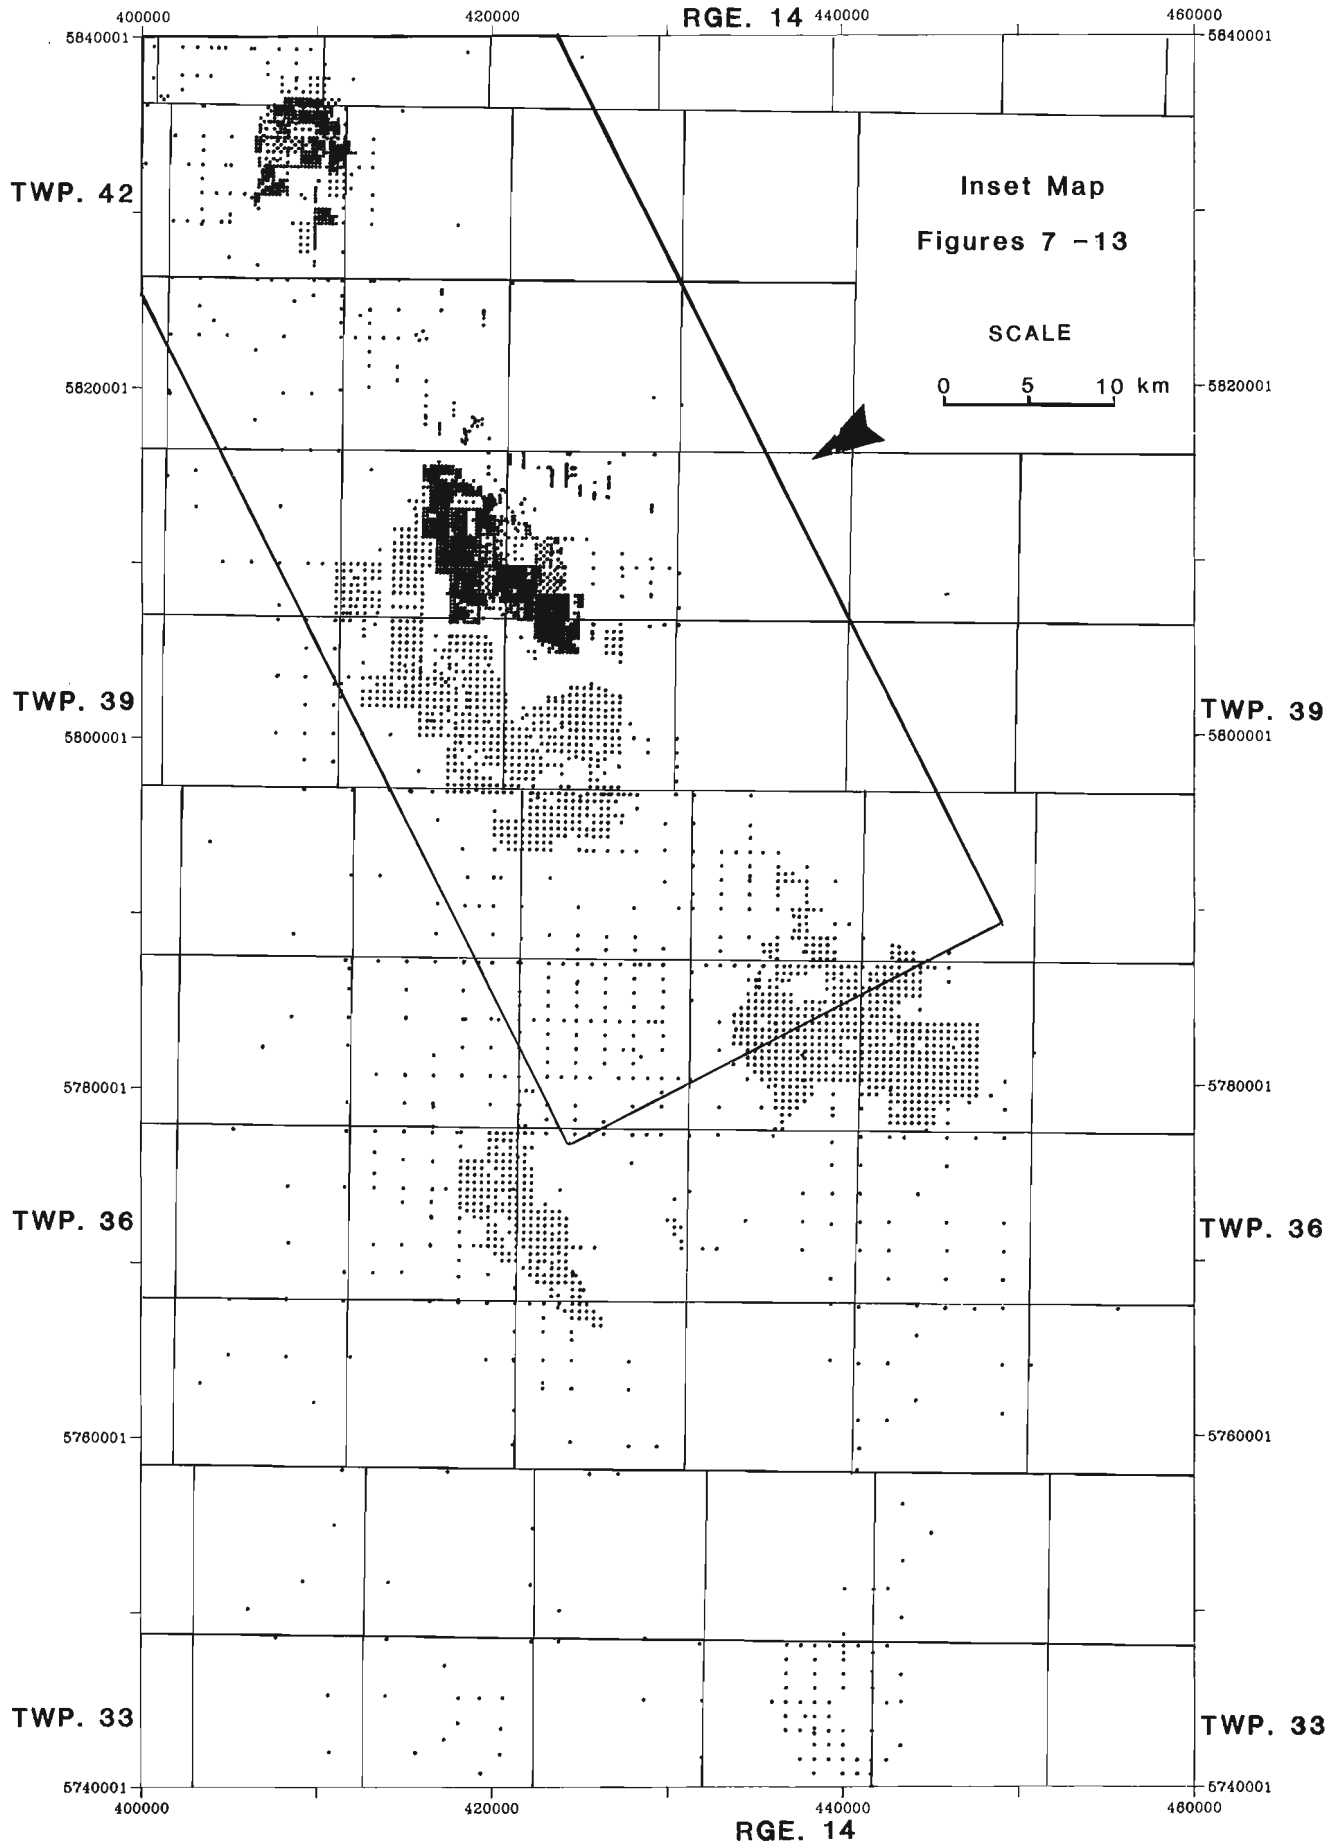 400000 420000 RGE. 14 440000 460000
5840001 5840001
TWP. 42
Inset Map
Figures 7 -13
SCALE
0 5 10 km
5820001 5820001
TWP. 39 TWP. 39
5800001 5800001
5780001 5780001
TWP. 36 TWP. 36
5760001 5760001
TWP. 33 TWP. 33
5740001 5740001
400000 420000 440000 460000
RGE. 14